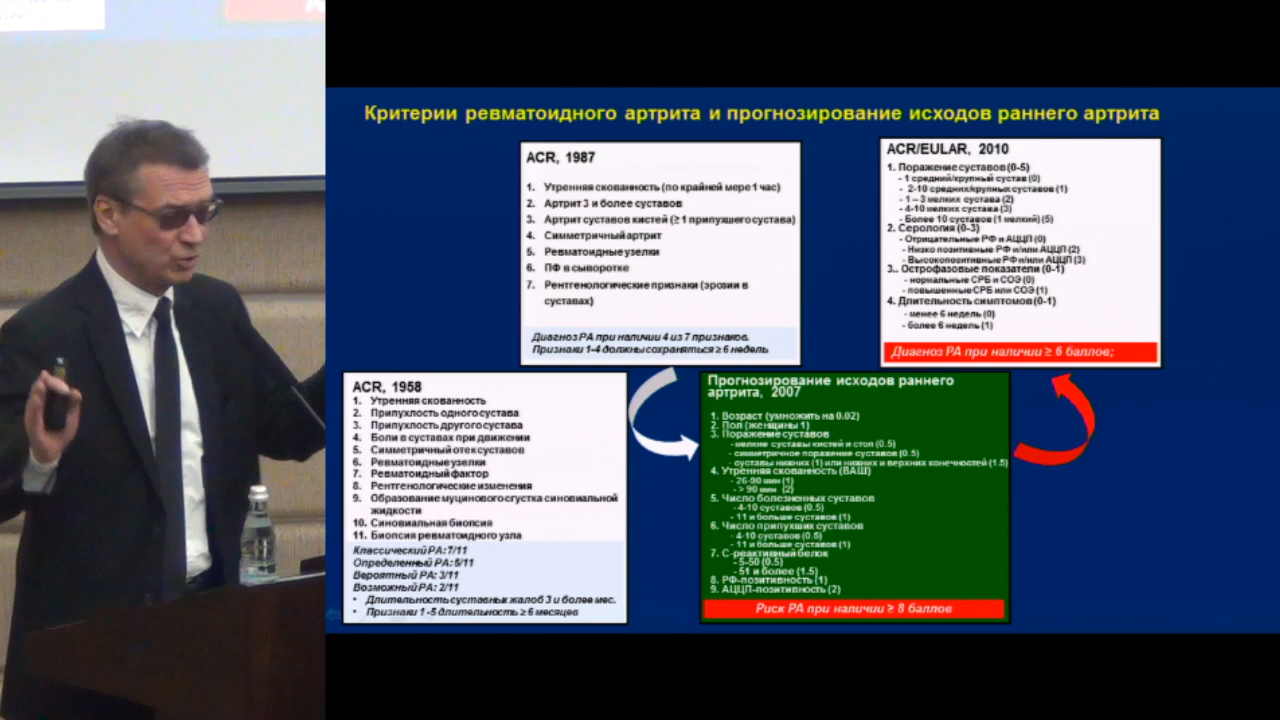 Критерии ревматоидного артрита и прогнозирование исходов раннего артрита
ACR, 1987
1. Утренняя скованность (по крайней мере 1 час)
2. Артрит 3 и более суставов
3. Артрит суставов кистей (≥ 1 припухшего сустава)
4. Симметричный артрит
5. Ревматоидные узелки
6. ПФ в сыворотке
7. Рентгенологические признаки (эрозии в
суставах)
Диагноз РА при наличии 4 из 7 признаков.
Признаки 1-4 должны сохраняться ≥ 6 недель
ACR/EULAR, 2010
1. Поражение суставов (0-5)
- 1 средний/крупный сустав (0)
- 2-10 средних/крупных суставов (1)
- 1 – 3 мелких сустава (2)
- 4-10 мелких сустава (3)
- Более 10 суставов (1 мелкий) (5)
2. Серология (0-3)
- Отрицательные РФ и АЦЦП (0)
- Низко позитивные РФ и/или АЦЦП (2)
- Высокопозитивные РФ и/или АЦЦП (3)
3.. Острофазовые показатели (0-1)
- нормальные СРБ и СОЭ (0)
- повышенные СРБ или СОЭ (1)
4. Длительность симптомов (0-1)
- менее 6 недель (0)
- более 6 недель (1)
Диагноз РА при наличии ≥ 6 баллов;
ACR, 1958
1. Утренняя скованность
2. Припухлость одного сустава
3. Припухлость другого сустава
4. Боли в суставах при движении
5. Симметричный отек суставов
6. Ревматоидные узелки
7. Ревматоидный фактор
8. Рентгенологические изменения
9. Образование муцинового сгустка синовиальной
жидкости
10. Синовиальная биопсия
11. Биопсия ревматоидного узла
Классический РА: 7/11
Определенный РА: 5/11
Вероятный РА: 3/11
Возможный РА: 2/11
• Длительность суставных жалоб 3 и более мес.
• Признаки 1-5 длительность ≥ 6 месяцев
Прогнозирование исходов раннего
артрита, 2007
1. Возраст (умножить на 0.02)
2. Пол (женщины 1)
3. Поражение суставов
- мелкие суставы кистей и стоп (0.5)
- симметричное поражение суставов (0.5)
- суставы нижних (1) или нижних и верхних конечностей (1.5)
4. Утренняя скованность (ВАШ)
- 26-90 мин (1)
- > 90 мин (2)
5. Число болезненных суставов
- 4-10 суставов (0.5)
- 11 и больше суставов (1)
6. Число припухших суставов
- 4-10 суставов (0.5)
- 11 и больше суставов (1)
7. С-реактивный белок
- 5-50 (0.5)
- 51 и более (1.5)
8. РФ-позитивность (1)
9. АЦЦП-позитивность (2)
Риск РА при наличии ≥ 8 баллов